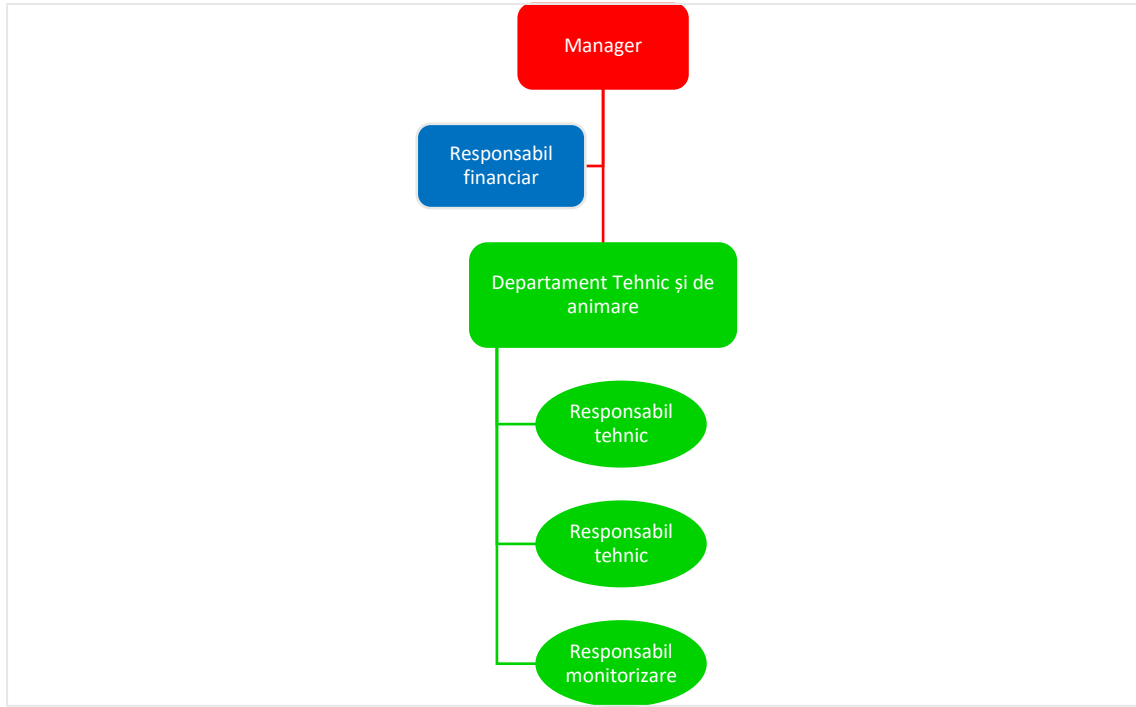 Manager
Responsabil
financiar
Departament Tehnic și de
animare
Responsabil
tehnic
Responsabil
tehnic
Responsabil
monitorizare